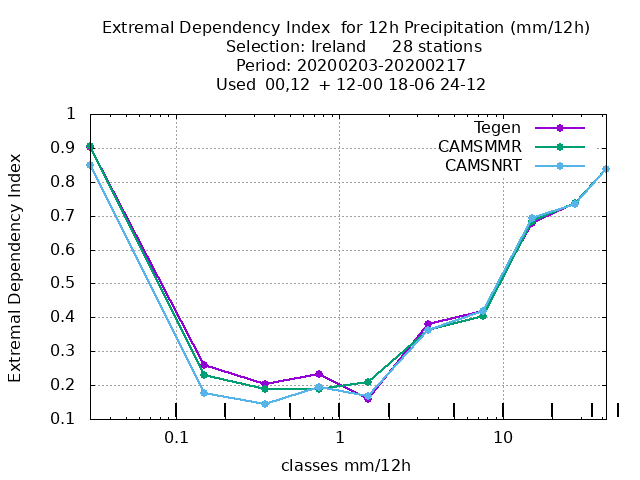 Extremal Dependency Index  for 12h Precipitation (mm/12h)
Selection: Ireland     28 stations
Period: 20200203-20200217
Used  00,12  + 12-00 18-06 24-12
Tegen
CAMSMMR
CAMSNRT
Extremal Dependency Index
1
0.9
0.8
0.7
0.6
0.5
0.4
0.3
0.2
0.1
0.1
1
10
classes mm/12h